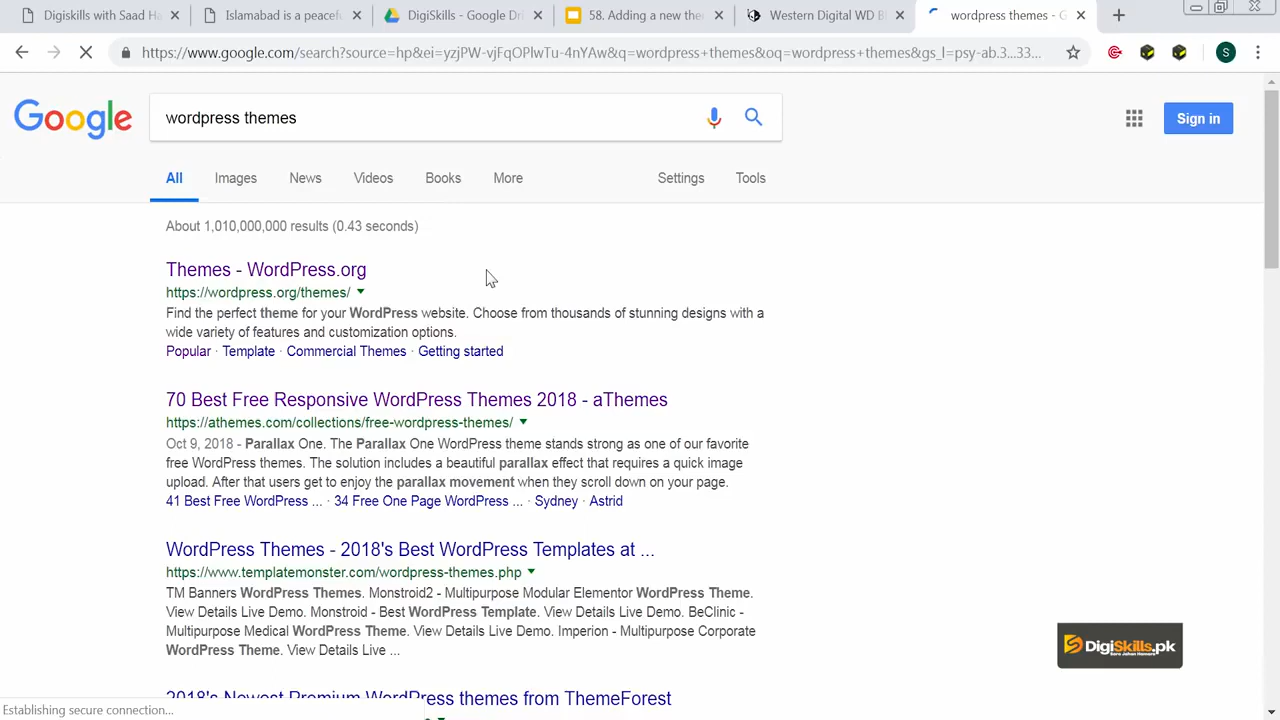 Digiskills with Saad Ha
Islamabad is a peacef
DigiSkills - Google Dri
58. Adding a new the
Western Digital WD B
wordpress themes - G
https://www.google.com/search?source=hp&ei=yzjPW-vjFqOPlwTu-4nYAw&q=wordpress+themes&oq=wordpress+themes&gs_l=psy-ab.3...33...
S
Google
wordpress themes
Sign in
All
Images
News
Videos
Books
More
Settings
Tools
About 1,010,000,000 results (0.43 seconds)
Themes - WordPress.org
https://wordpress.org/themes/
Find the perfect theme for your WordPress website. Choose from thousands of stunning designs with a
wide variety of features and customization options.
Popular · Template · Commercial Themes · Getting started
70 Best Free Responsive WordPress Themes 2018 - aThemes
https://athemes.com/collections/free-wordpress-themes/
Oct 9, 2018 - Parallax One. The Parallax One WordPress theme stands strong as one of our favorite
free WordPress themes. The solution includes a beautiful parallax effect that requires a quick image
upload. After that users get to enjoy the parallax movement when they scroll down on your page.
41 Best Free WordPress ... · 34 Free One Page WordPress ... · Sydney · Astrid
WordPress Themes - 2018's Best WordPress Templates at ...
https://www.templatemonster.com/wordpress-themes.php
TM Banners WordPress Themes. Monstroid2 - Multipurpose Modular Elementor WordPress Theme.
View Details Live Demo. Monstroid - Best WordPress Template. View Details Live Demo. BeClinic -
Multipurpose Medical WordPress Theme. View Details Live Demo. Imperion - Multipurpose Corporate
WordPress Theme. View Details Live ...
DigiSkills.pk
2018's Newest Premium WordPress themes from ThemeForest
Establishing secure connection...